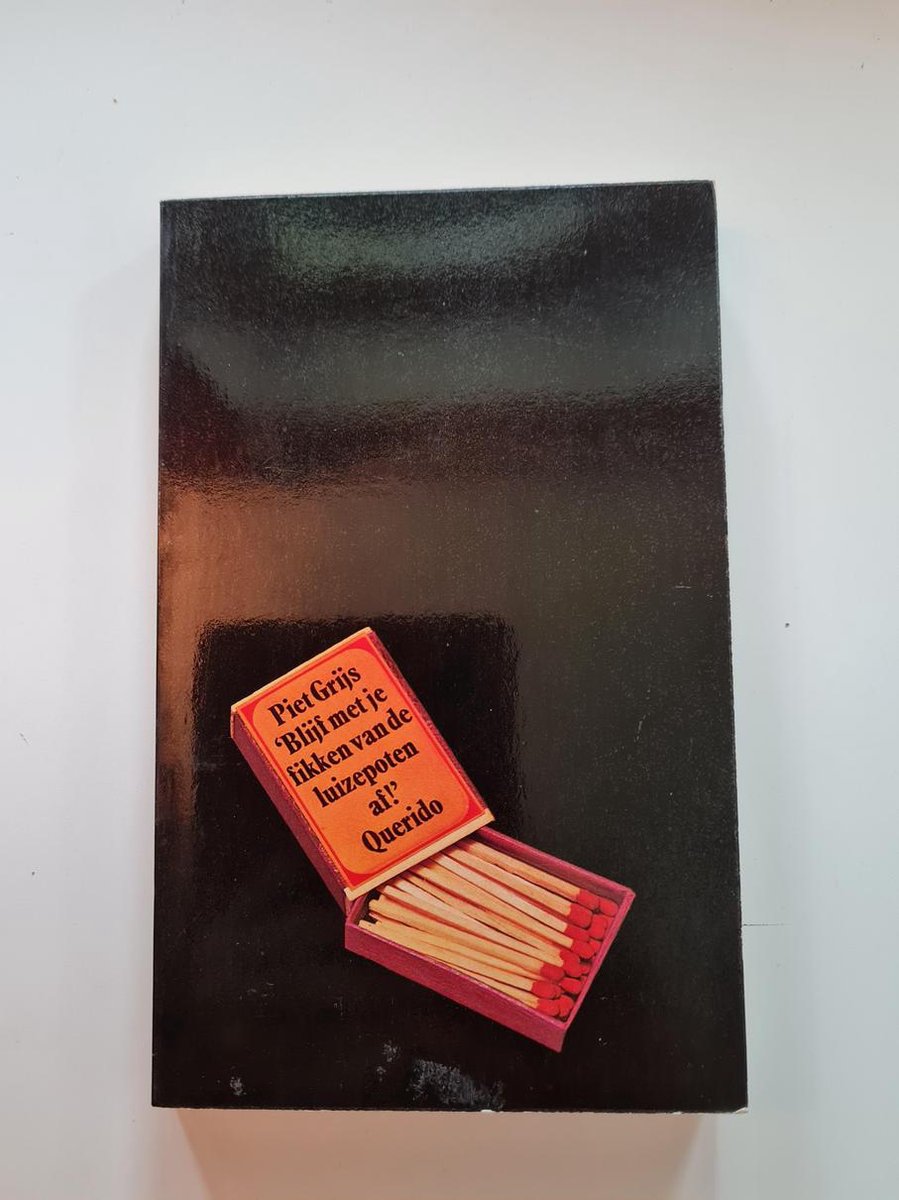 Piet Grijs
‘Blijf met je
fikken van de
luizepoten
af!’
Querido